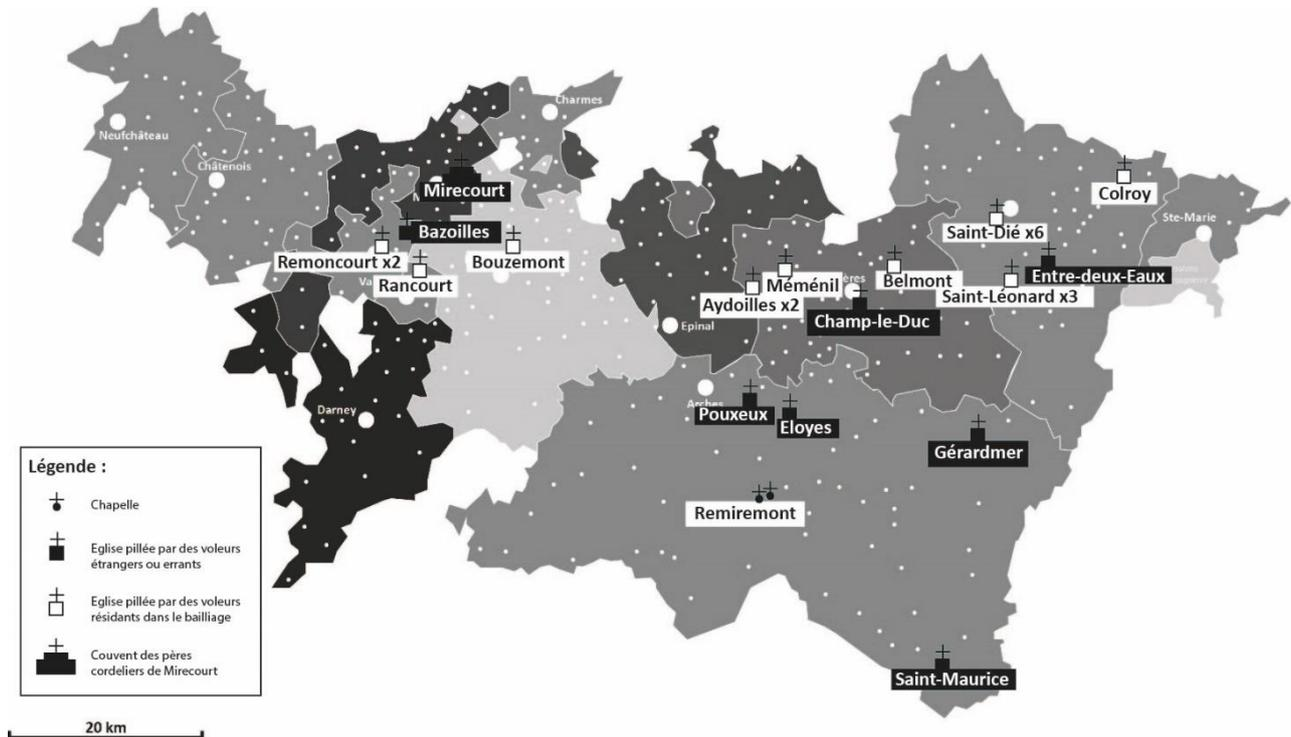 Charmes
Neufchâteau
Châtenois
Mirecourt
Colroy
Ste-Marie
Saint-Dié x6
Bazoilles
Remoncourt x2
Bouzemont
Rancourt
Méménil
Belmont
Entre-deux-Eaux
Aydoilles x2
Saint-Léonard x3
Champ-le-Duc
Epinal
Arches
Pouxeux
Eloyes
Darney
Gérardmer
Remiremont
Saint-Maurice
Légende :
Chapelle
Eglise pillée par des voleurs
étrangers ou errants
Eglise pillée par des voleurs
résidants dans le bailliage
Couvent des pères
cordeliers de Mirecourt
20 km